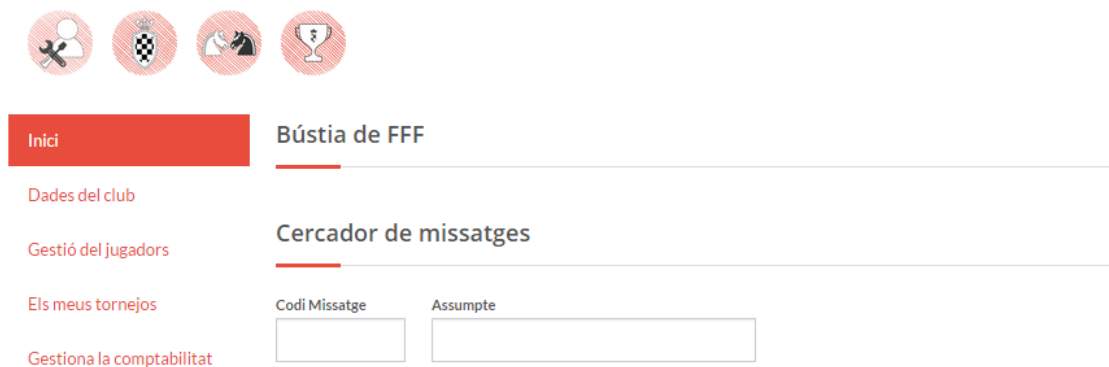 Inici
Dades del club
Gestió del jugadors
Els meus tornejos
Gestiona la comptabilitat
Bústia de FFF
Cercador de missatges
Codi Missatge
Assumpte